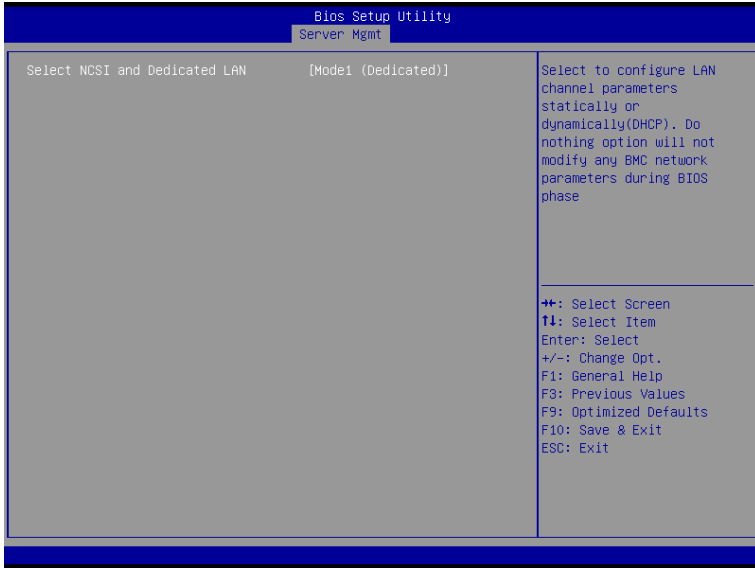 Bios Setup Utility
Server Mgmt
Select NCSI and Dedicated LAN [Mode1 (Dedicated)]
Select to configure LAN
channel parameters
statically or
dynamically(DHCP). Do
nothing option will not
modify any BMC network
parameters during BIOS
phase
→←: Select Screen
↑↓: Select Item
Enter: Select
+/-: Change Opt.
F1: General Help
F3: Previous Values
F9: Optimized Defaults
F10: Save & Exit
ESC: Exit